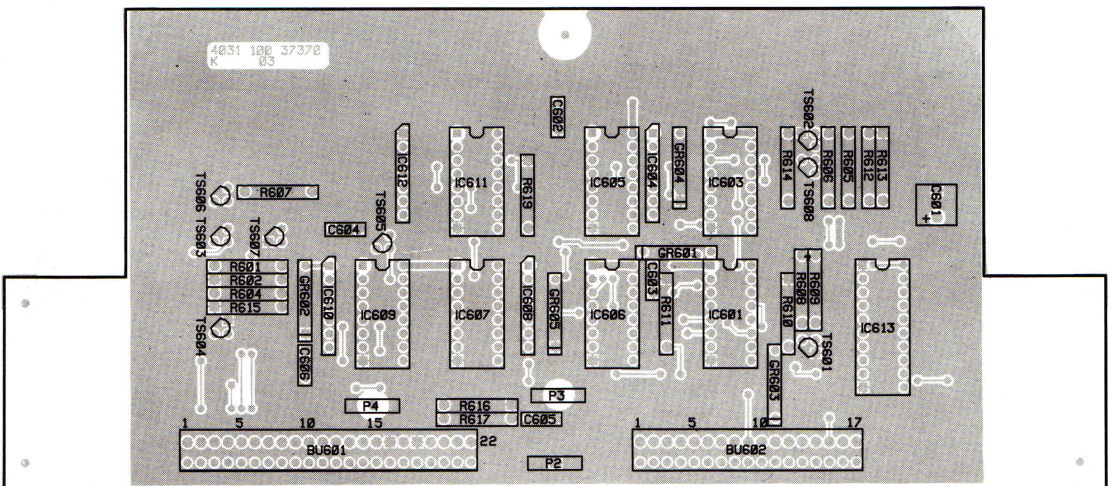 4031 100 37370
K 03
C602
TS602
IC612
IC611
R619
IC605
IC604
GR604
IC603
R614
TS608
R606
R605
R612
R613
C601
+
TS606
R607
TS603
TS607
C604
TS605
R601
R602
R604
R615
TS604
GR602
C606
IC610
IC609
IC607
IC608
GR605
IC606
GR601
C603
R611
IC601
R610
R608
R609
TS601
GR603
IC613
P4
P3
R616
R617
C605
1 5 10 15 22
BU601
P2
1 5 10 17
BU602